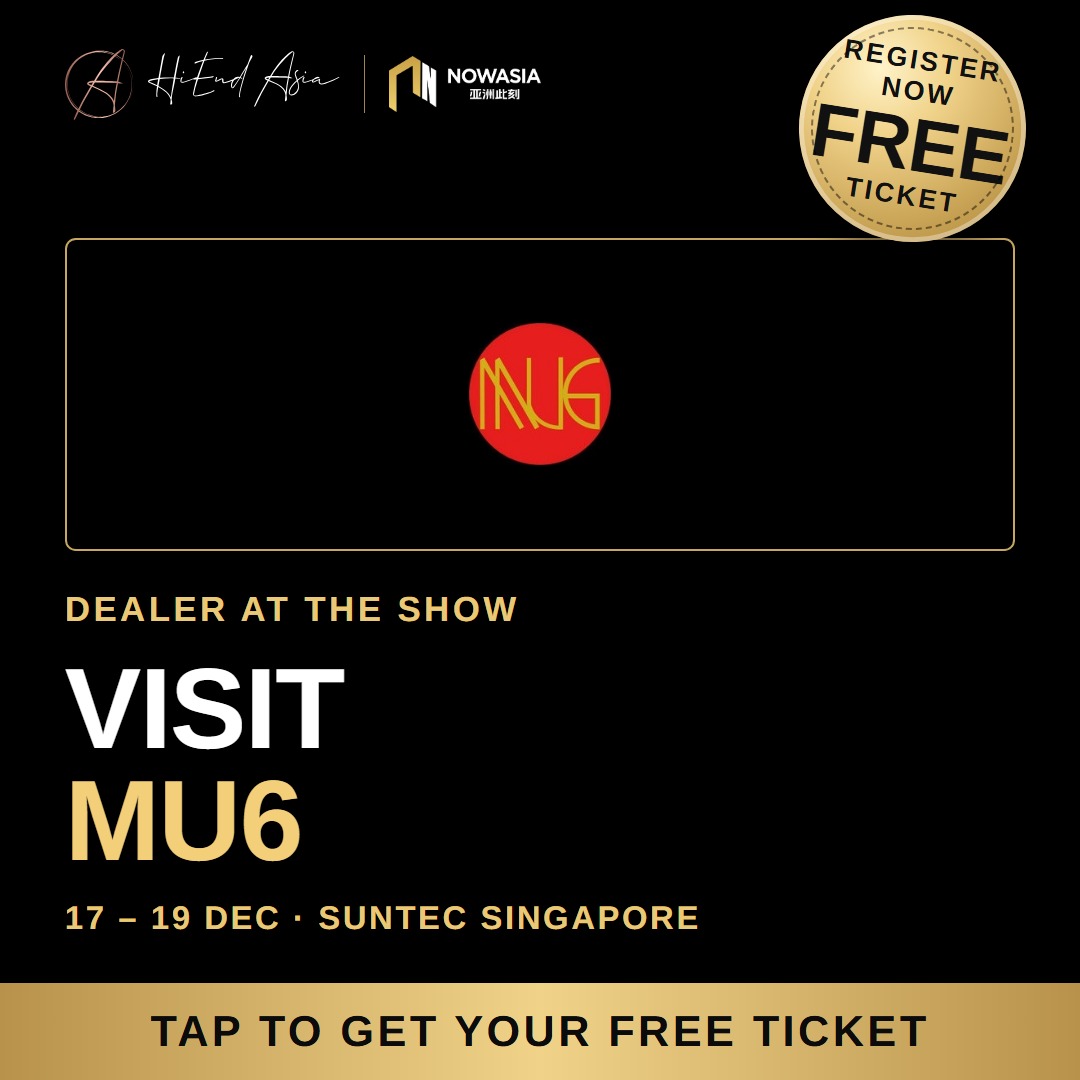 HiEnd Asia
NOWASIA
亚洲此刻
REGISTER
NOW
FREE
TICKET
MU6
DEALER AT THE SHOW
VISIT
MU6
17 – 19 DEC · SUNTEC SINGAPORE
TAP TO GET YOUR FREE TICKET